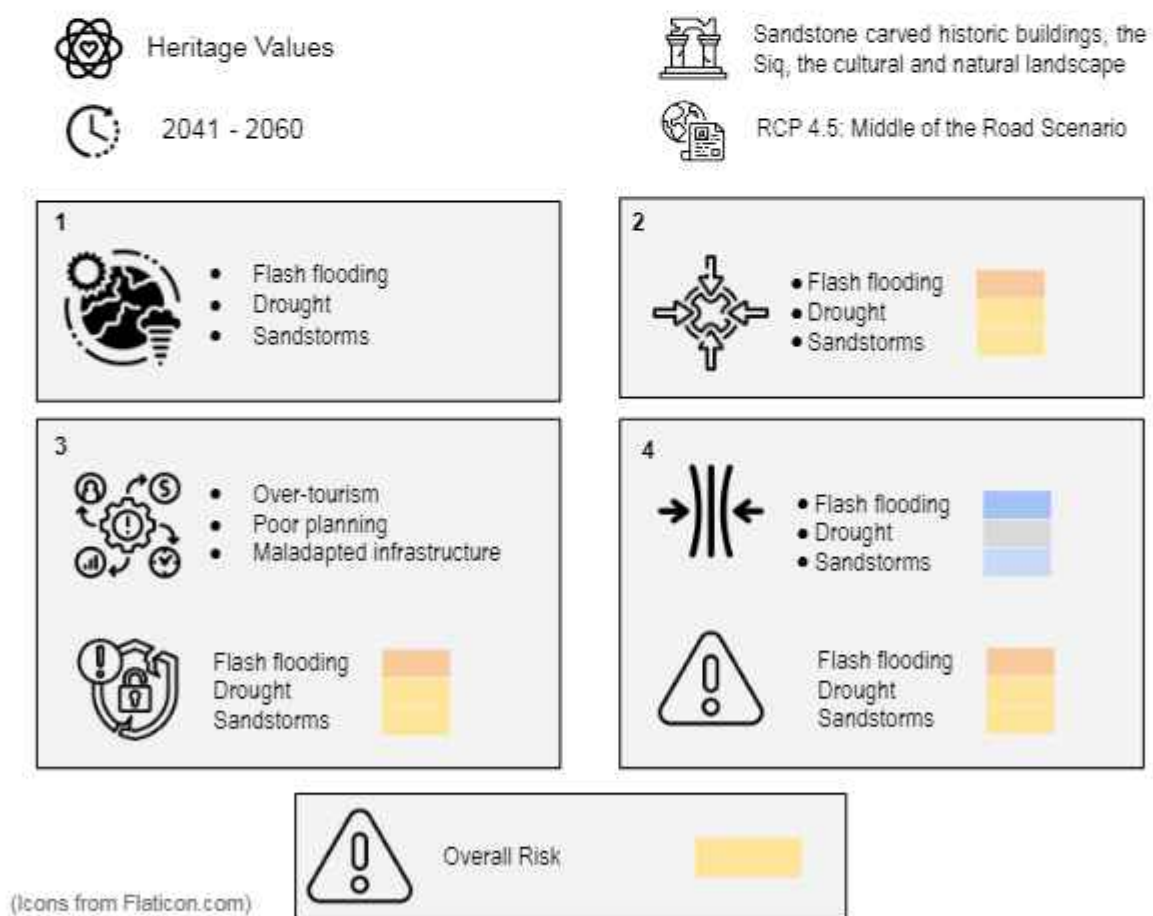 Heritage Values
Sandstone carved historic buildings, the
Siq, the cultural and natural landscape
2041 - 2060
RCP 4.5: Middle of the Road Scenario
1
• Flash flooding
• Drought
• Sandstorms
2
• Flash flooding
• Drought
• Sandstorms
3
• Over-tourism
• Poor planning
• Maladapted infrastructure
Flash flooding
Drought
Sandstorms
4
• Flash flooding
• Drought
• Sandstorms
Flash flooding
Drought
Sandstorms
Overall Risk
(Icons from Flaticon.com)